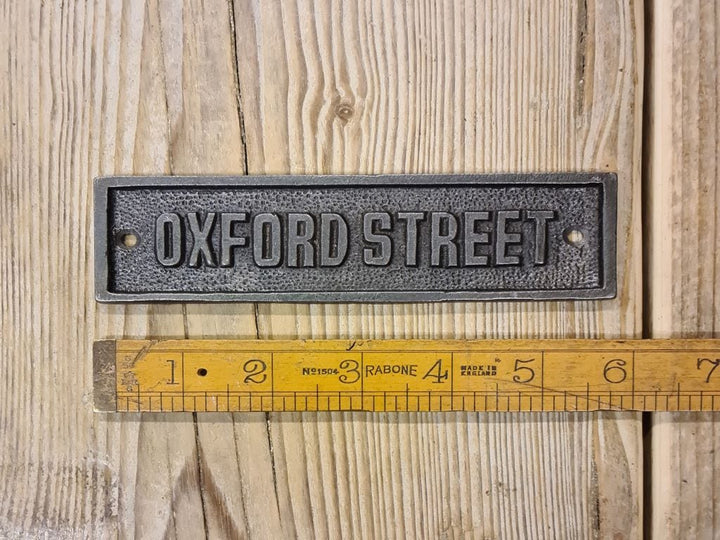 OXFORD STREET
1 2 Nº1504 3 RABONE 4 MADE IN ENGLAND 5 6 7